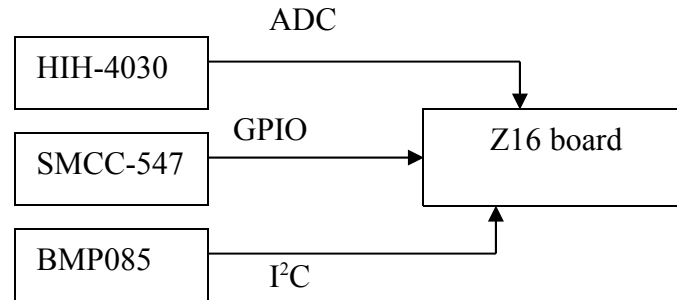 ADC
HIH-4030
GPIO
Z16 board
SMCC-547
BMP085
I²C